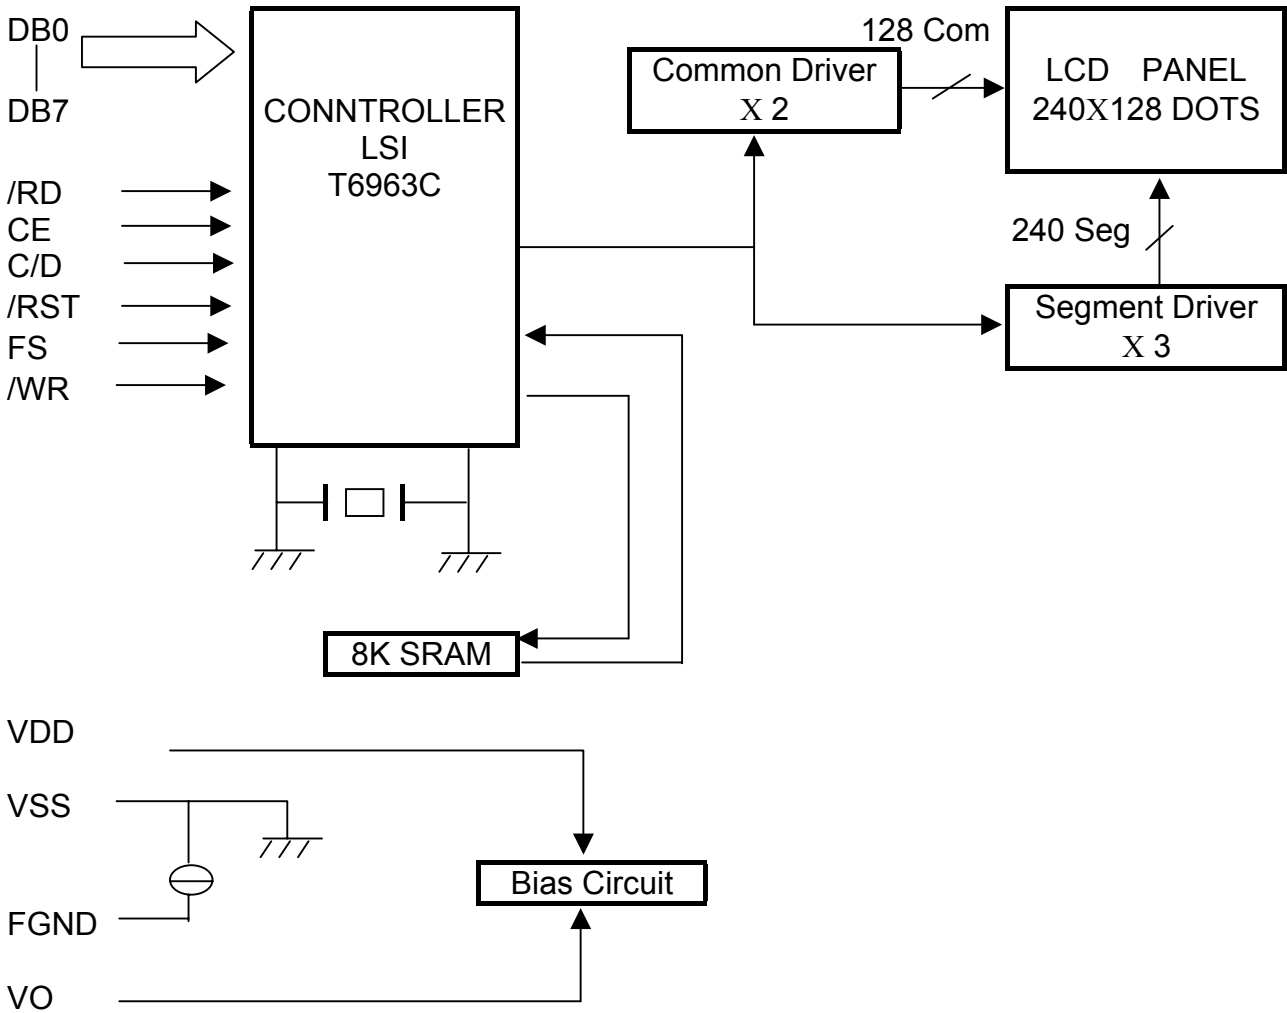 DB0
DB7
/RD
CE
C/D
/RST
FS
/WR
CONNTROLLER
LSI
T6963C
128 Com
Common Driver
X 2
LCD PANEL
240X128 DOTS
240 Seg
Segment Driver
X 3
8K SRAM
VDD
VSS
FGND
VO
Bias Circuit